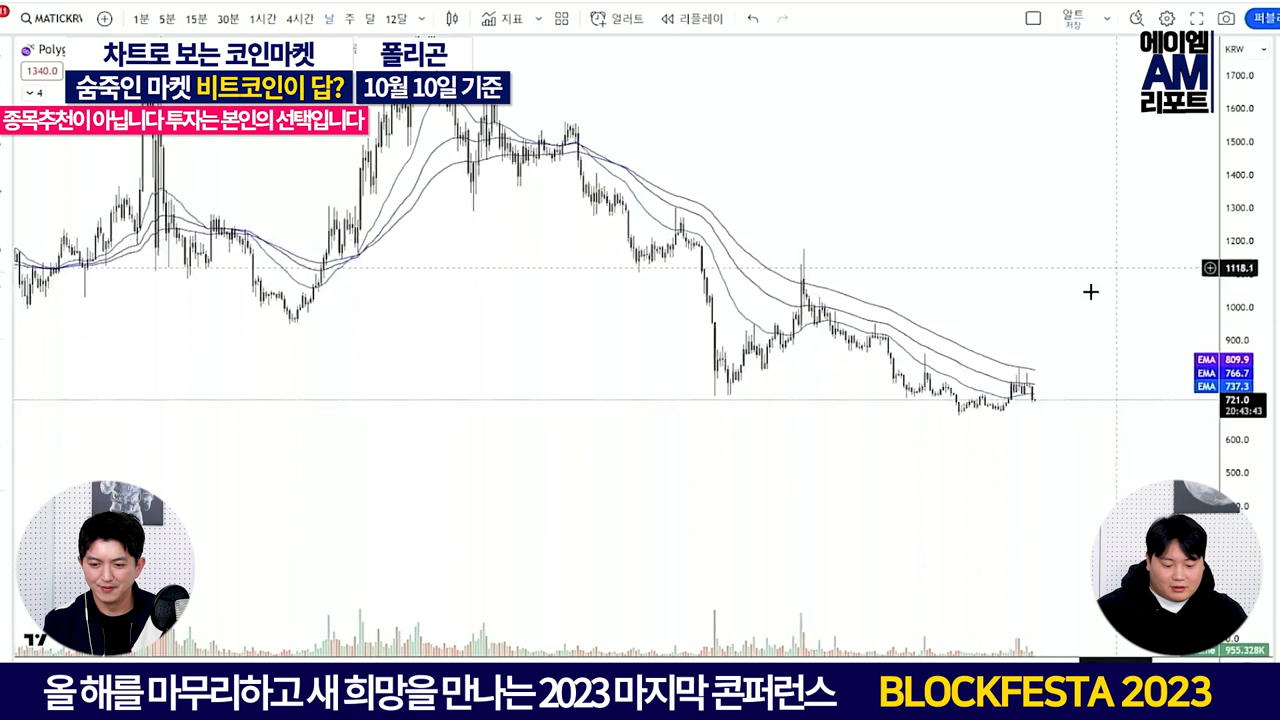 MATICKRW
1분 5분 15분 30분 1시간 4시간 날 주 달 12달
지표
얼러트
리플레이
알트
저장
퍼블리
Polyg
1340.0
4
차트로 보는 코인마켓
폴리곤
숨죽인 마켓 비트코인이 답?
10월 10일 기준
종목추천이 아닙니다 투자는 본인의 선택입니다
에이엠
AM
리포트
KRW
1700.0
1600.0
1500.0
1400.0
1300.0
1200.0
1118.1
1000.0
900.0
EMA 809.9
EMA 766.7
EMA 737.3
721.0
20:43:43
600.0
500.0
955.328K
올 해를 마무리하고 새 희망을 만나는 2023 마지막 콘퍼런스
BLOCKFESTA 2023